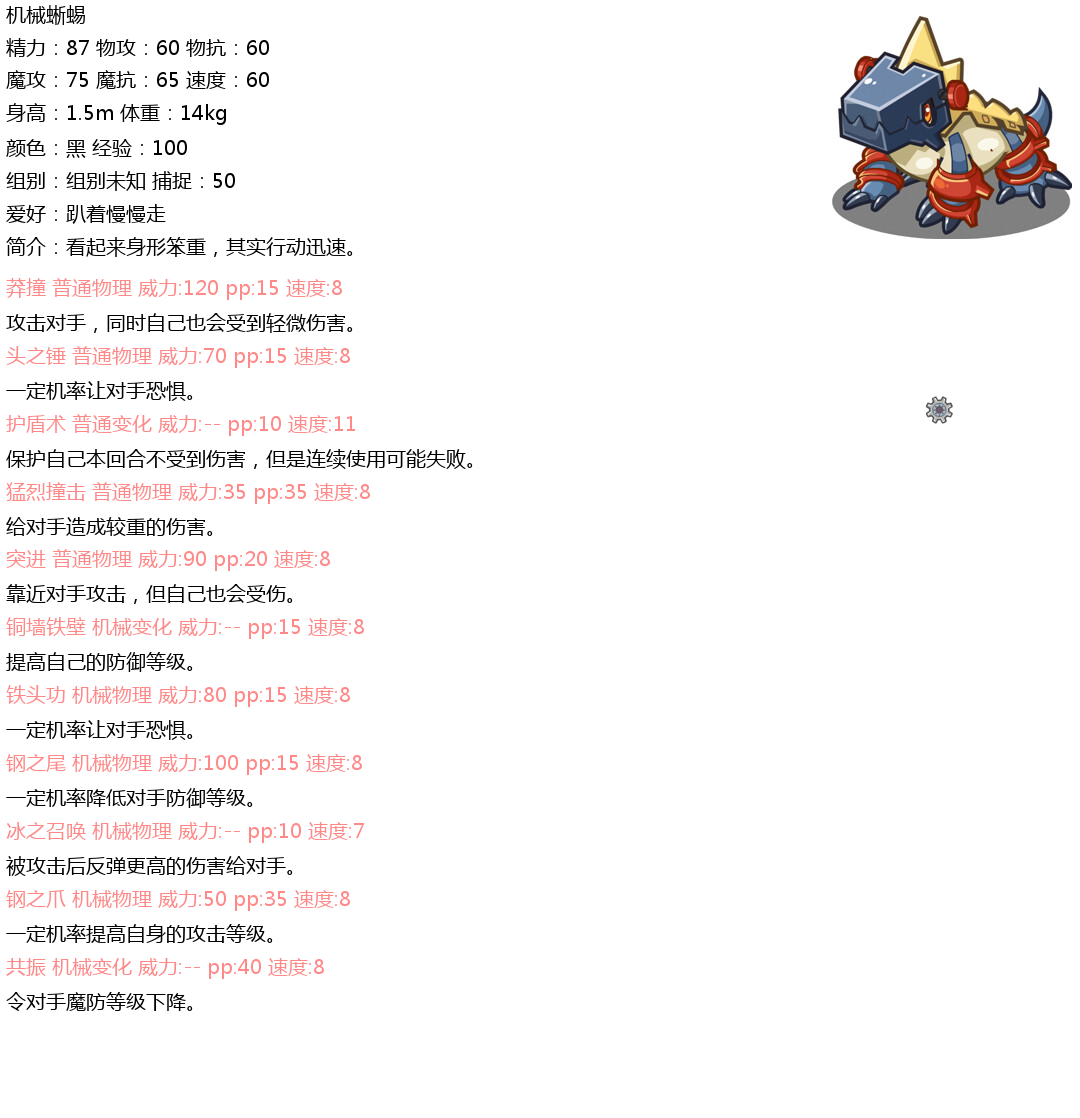 机械蜥蜴
精力：87 物攻：60 物抗：60
魔攻：75 魔抗：65 速度：60
身高：1.5m 体重：14kg
颜色：黑 经验：100
组别：组别未知 捕捉：50
爱好：趴着慢慢走
简介：看起来身形笨重，其实行动迅速。
莽撞 普通物理 威力:120 pp:15 速度:8
攻击对手，同时自己也会受到轻微伤害。
头之锤 普通物理 威力:70 pp:15 速度:8
一定机率让对手恐惧。
护盾术 普通变化 威力:-- pp:10 速度:11
保护自己本回合不受到伤害，但是连续使用可能失败。
猛烈撞击 普通物理 威力:35 pp:35 速度:8
给对手造成较重的伤害。
突进 普通物理 威力:90 pp:20 速度:8
靠近对手攻击，但自己也会受伤。
铜墙铁壁 机械变化 威力:-- pp:15 速度:8
提高自己的防御等级。
铁头功 机械物理 威力:80 pp:15 速度:8
一定机率让对手恐惧。
钢之尾 机械物理 威力:100 pp:15 速度:8
一定机率降低对手防御等级。
冰之召唤 机械物理 威力:-- pp:10 速度:7
被攻击后反弹更高的伤害给对手。
钢之爪 机械物理 威力:50 pp:35 速度:8
一定机率提高自身的攻击等级。
共振 机械变化 威力:-- pp:40 速度:8
令对手魔防等级下降。